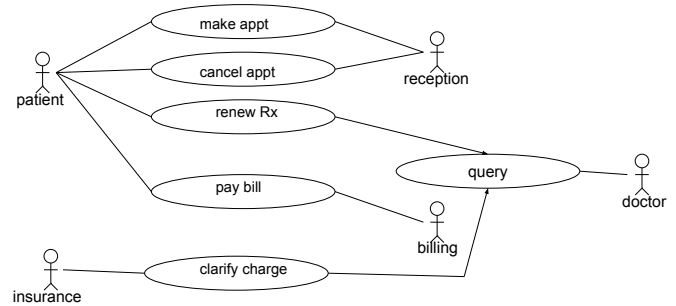 make appt
cancel appt
reception
patient
renew Rx
query
pay bill
doctor
billing
clarify charge
insurance